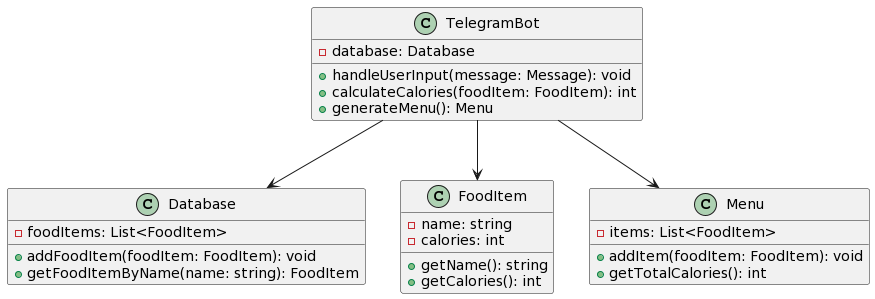 C TelegramBot
database: Database
handleUserInput(message: Message): void
calculateCalories(foodItem: FoodItem): int
generateMenu(): Menu
C Database
foodItems: List<FoodItem>
addFoodItem(foodItem: FoodItem): void
getFoodItemByName(name: string): FoodItem
C FoodItem
name: string
calories: int
getName(): string
getCalories(): int
C Menu
items: List<FoodItem>
addItem(foodItem: FoodItem): void
getTotalCalories(): int